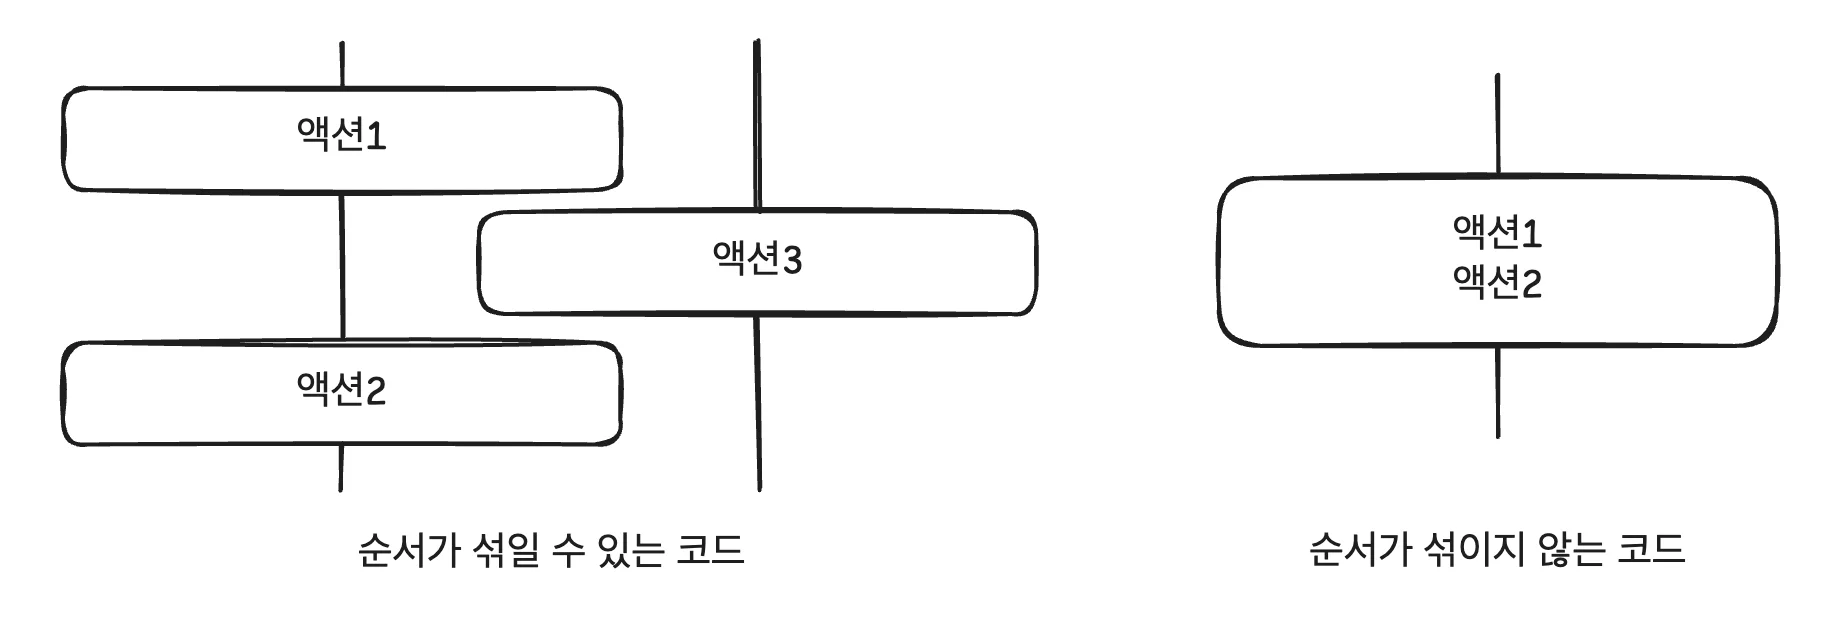 액션1
액션3
액션2
순서가 섞일 수 있는 코드
액션1
액션2
순서가 섞이지 않는 코드